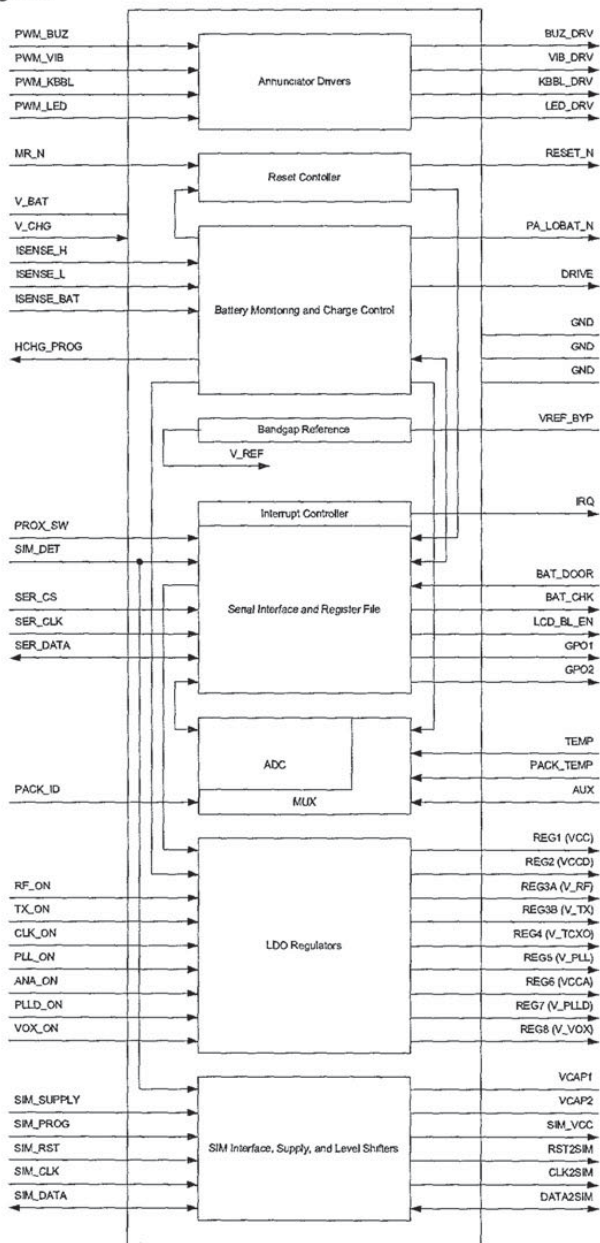 PWM_BUZ
BUZ_DRV
PWM_VIB
VIB_DRV
PWM_KBBL
Annunciator Drivers
KBBL_DRV
PWM_LED
LED_DRV
MR_N
RESET_N
Reset Contoller
V_BAT
V_CHG
PA_LOBAT_N
ISENSE_H
ISENSE_L
DRIVE
ISENSE_BAT
Battery Monitoring and Charge Control
GND
HCHG_PROG
GND
GND
Bandgap Reference
VREF_BYP
V_REF
Interrupt Controller
IRQ
PROX_SW
SIM_DET
BAT_DOOR
SER_CS
Serial Interface and Register File
BAT_CHK
SER_CLK
LCD_BL_EN
SER_DATA
GPO1
GPO2
TEMP
ADC
PACK_TEMP
PACK_ID
MUX
AUX
REG1 (VCC)
REG2 (VCCD)
RF_ON
REG3A (V_RF)
TX_ON
REG3B (V_TX)
CLK_ON
LDO Regulators
REG4 (V_TCXO)
PLL_ON
REG5 (V_PLL)
ANA_ON
REG6 (VCCA)
PLLD_ON
REG7 (V_PLLD)
VOX_ON
REG8 (V_VOX)
VCAP1
SIM_SUPPLY
VCAP2
SIM_PROG
SIM_VCC
SIM_RST
SIM Interface, Supply, and Level Shifters
RST2SIM
SIM_CLK
CLK2SIM
SIM_DATA
DATA2SIM